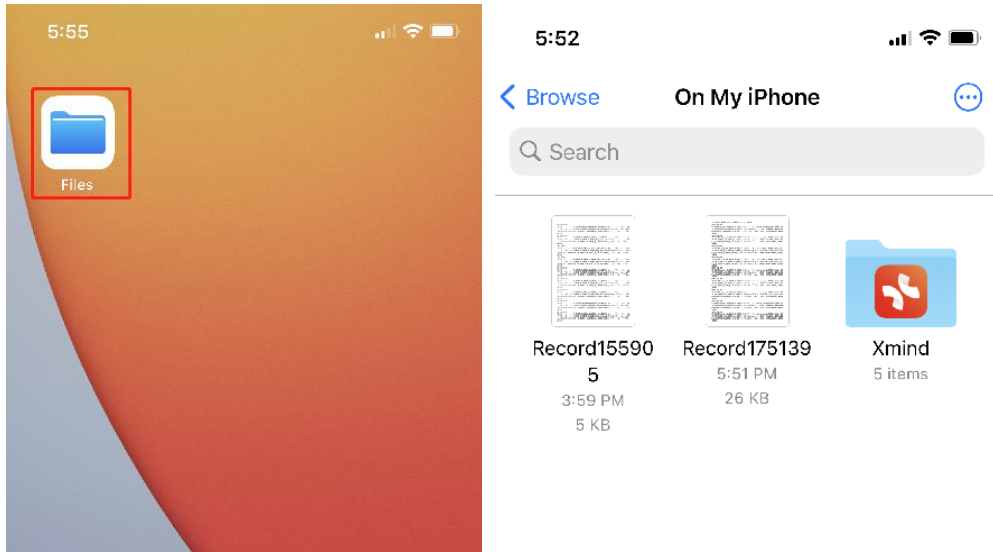 5:55
Files
5:52
Browse
On My iPhone
Search
Record15590
5
3:59 PM
5 KB
Record175139
5:51 PM
26 KB
Xmind
5 items